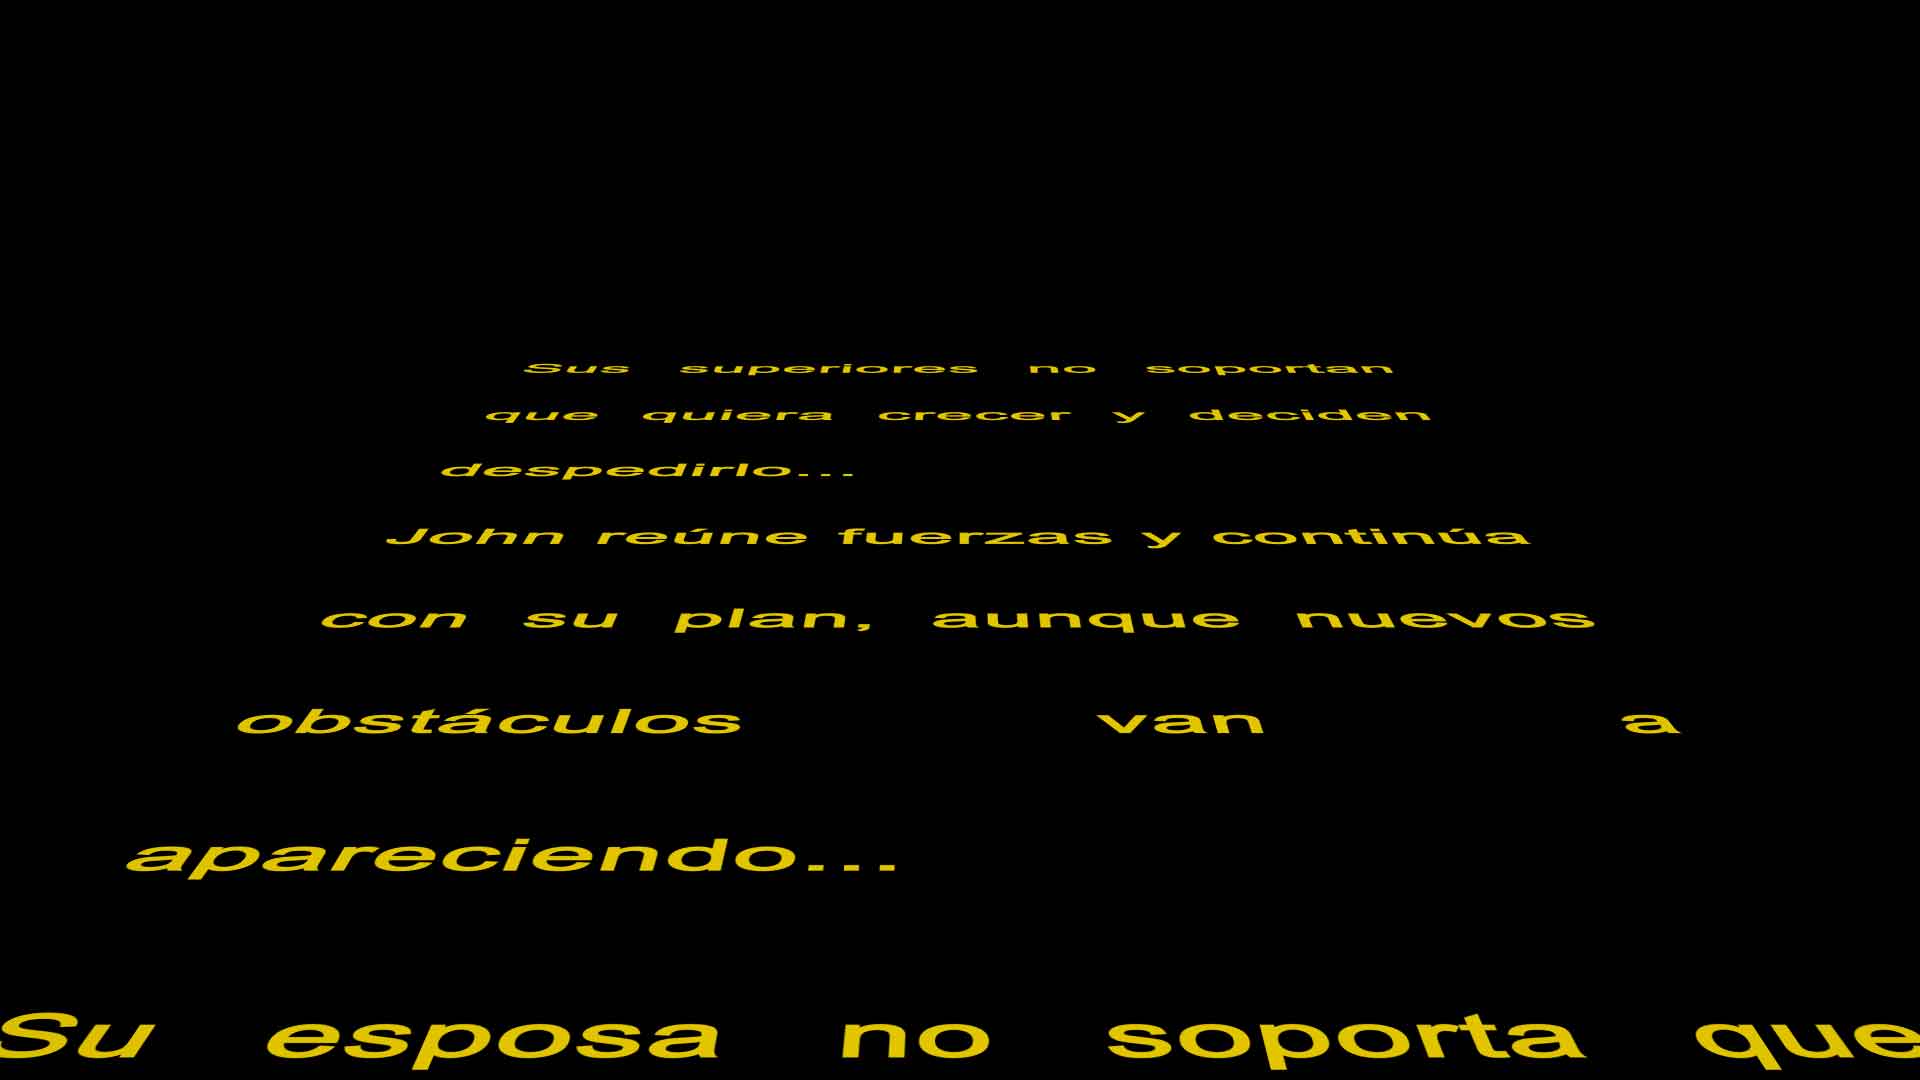 Sus superiores no soportan
que quiera crecer y deciden
despedirlo...
John reúne fuerzas y continúa
con su plan, aunque nuevos
obstáculos van a
apareciendo...
Su esposa no soporta que